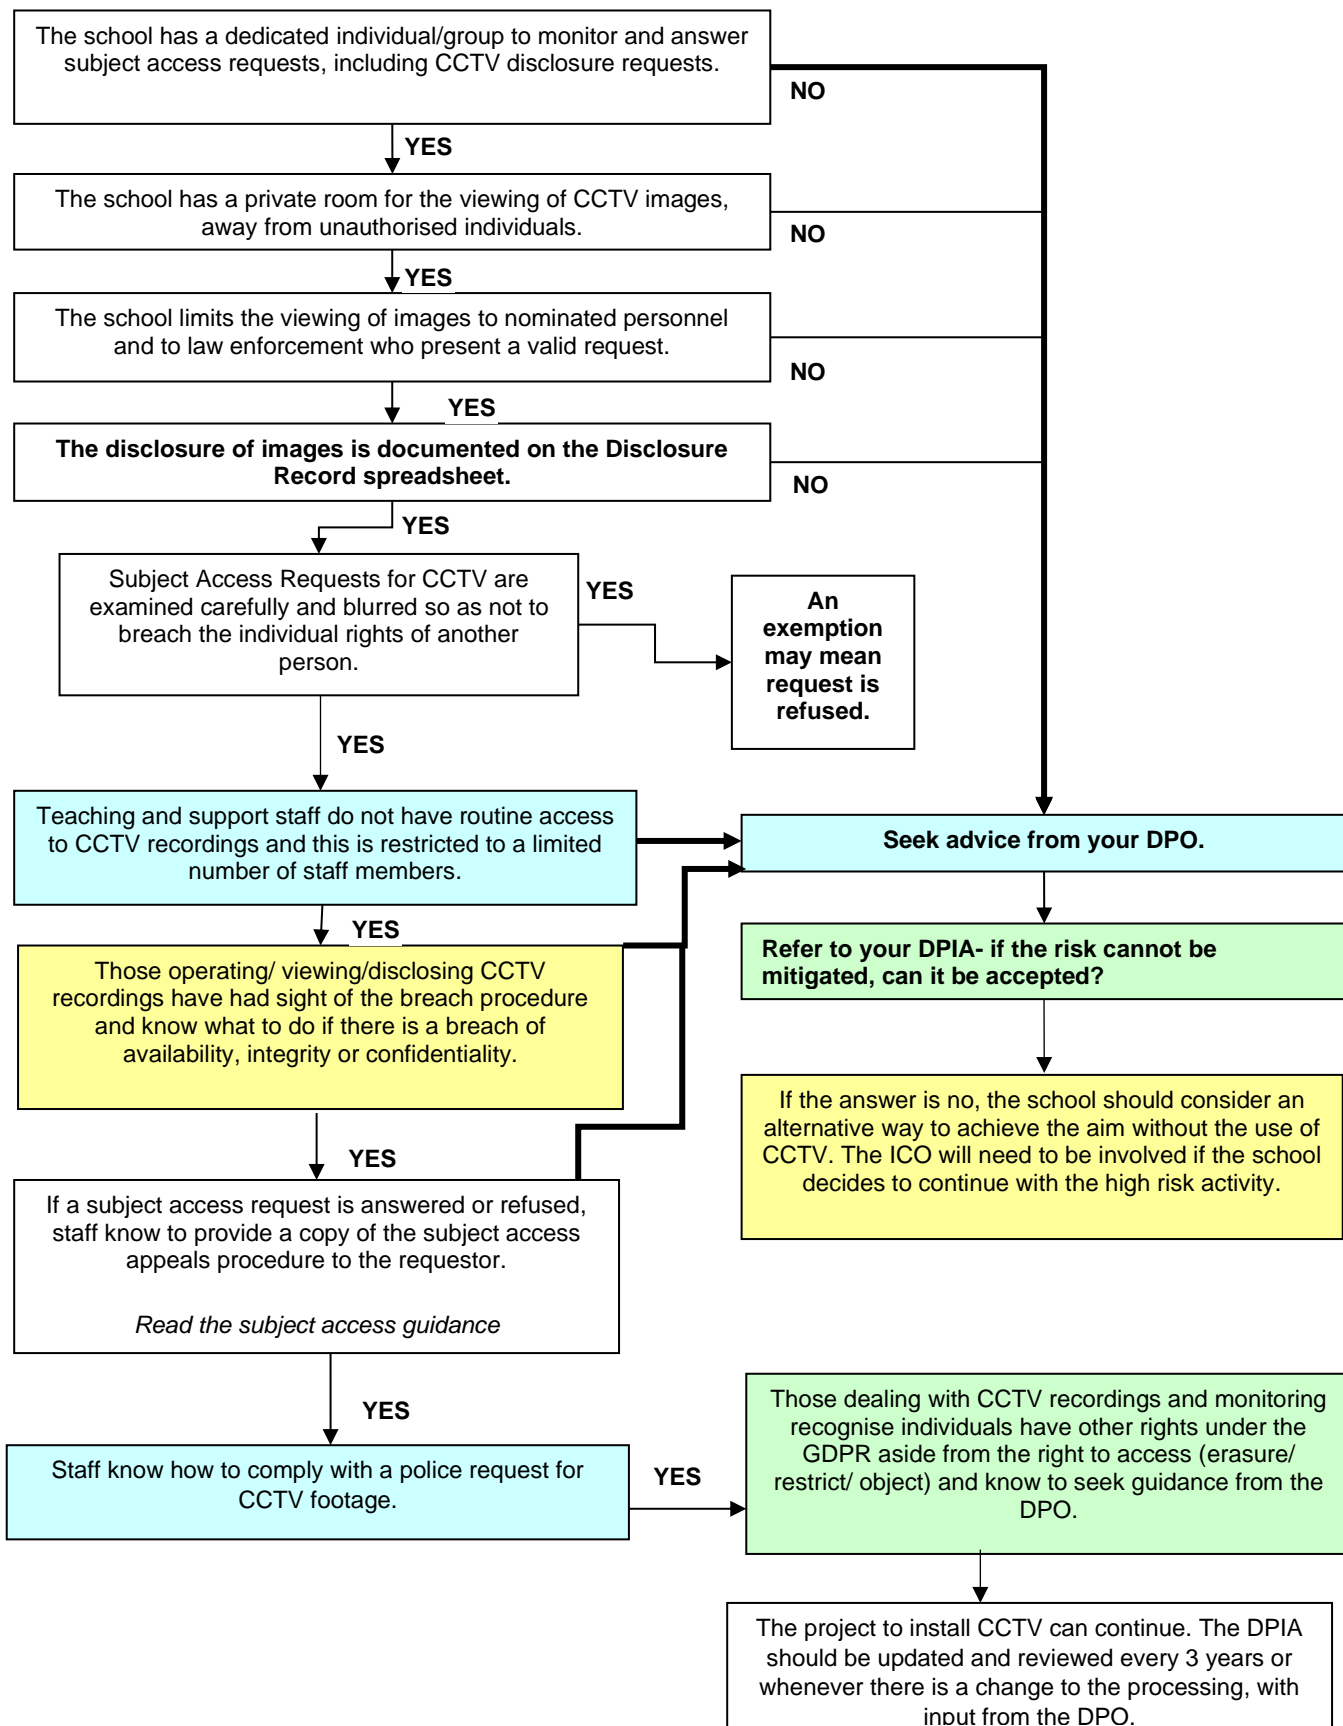 The school has a dedicated individual/group to monitor and answer
subject access requests, including CCTV disclosure requests.
NO
YES
The school has a private room for the viewing of CCTV images,
away from unauthorised individuals.
NO
YES
The school limits the viewing of images to nominated personnel
and to law enforcement who present a valid request.
NO
YES
The disclosure of images is documented on the Disclosure
Record spreadsheet.
NO
YES
Subject Access Requests for CCTV are
examined carefully and blurred so as not to
breach the individual rights of another
person.
YES
An
exemption
may mean
request is
refused.
YES
Teaching and support staff do not have routine access
to CCTV recordings and this is restricted to a limited
number of staff members.
Seek advice from your DPO.
YES
Those operating/ viewing/disclosing CCTV
recordings have had sight of the breach procedure
and know what to do if there is a breach of
availability, integrity or confidentiality.
Refer to your DPIA- if the risk cannot be
mitigated, can it be accepted?
If the answer is no, the school should consider an
alternative way to achieve the aim without the use of
CCTV. The ICO will need to be involved if the school
decides to continue with the high risk activity.
YES
If a subject access request is answered or refused,
staff know to provide a copy of the subject access
appeals procedure to the requestor.
Read the subject access guidance
YES
Staff know how to comply with a police request for
CCTV footage.
YES
Those dealing with CCTV recordings and monitoring
recognise individuals have other rights under the
GDPR aside from the right to access (erasure/
restrict/ object) and know to seek guidance from the
DPO.
The project to install CCTV can continue. The DPIA
should be updated and reviewed every 3 years or
whenever there is a change to the processing, with
input from the DPO.